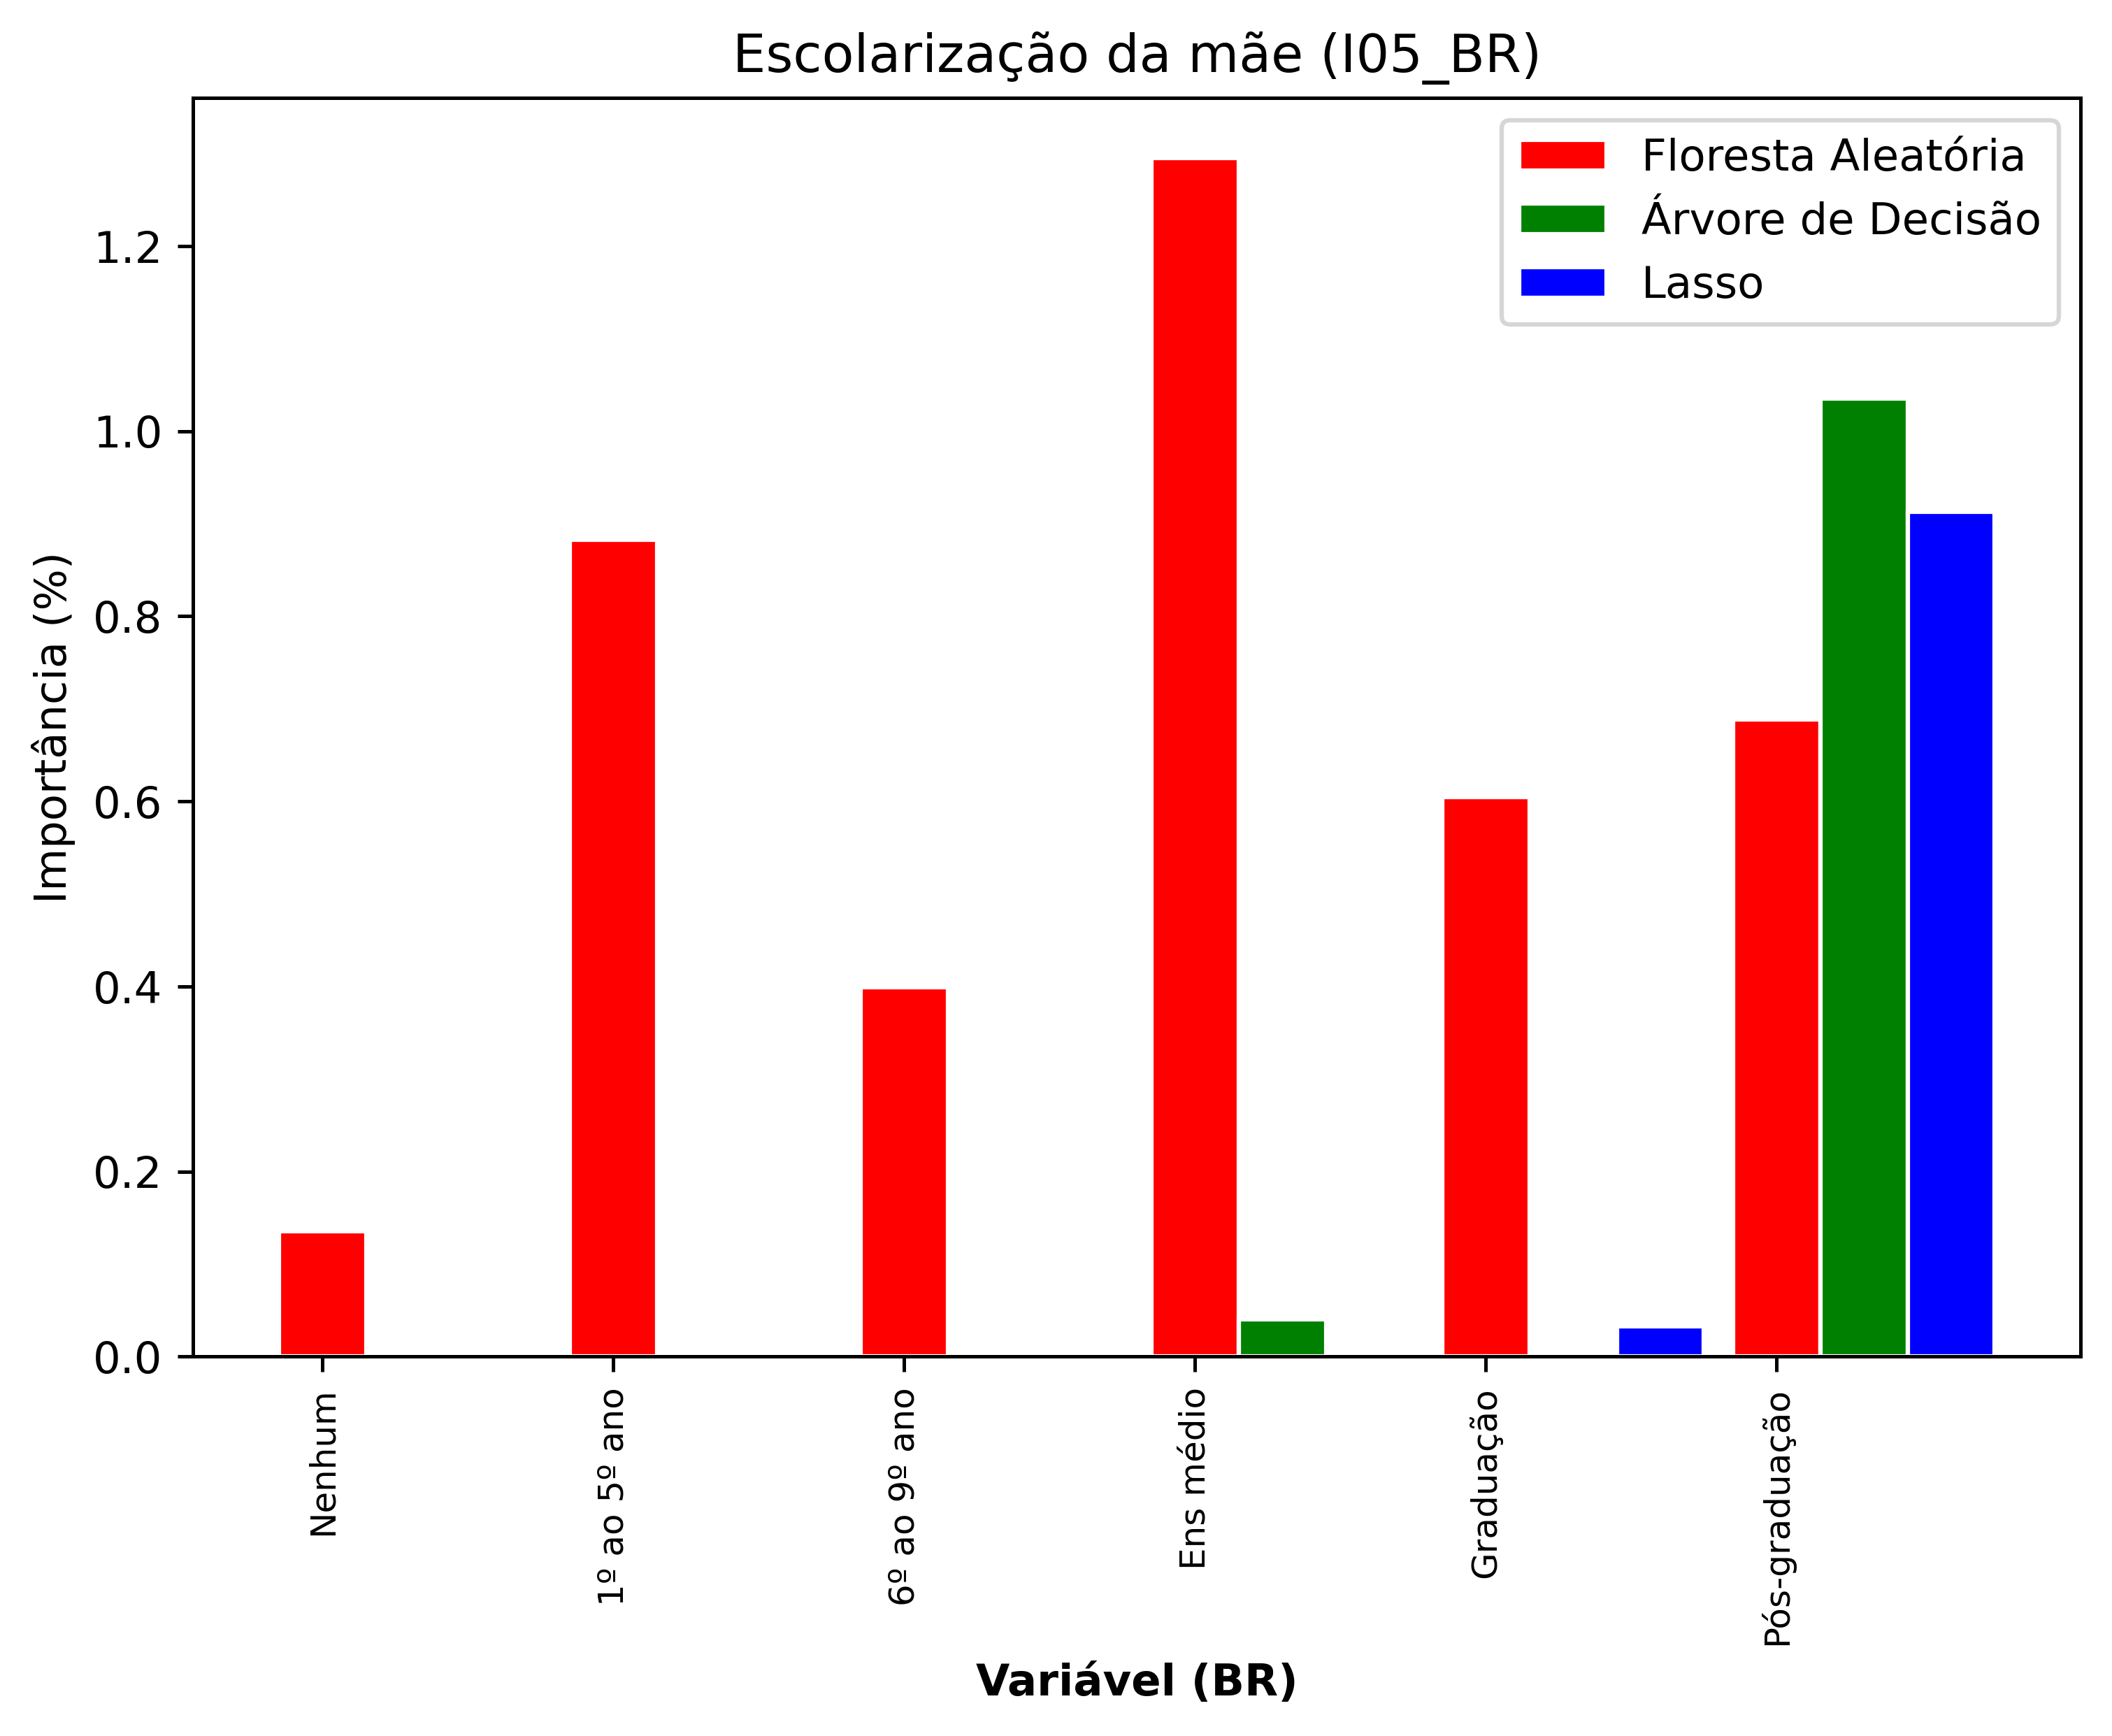 Escolarização da mãe (I05_BR)
Floresta Aleatória
Árvore de Decisão
Lasso
Importância (%)
1.2
1.0
0.8
0.6
0.4
0.2
0.0
Nenhum
1º ao 5º ano
6º ao 9º ano
Ens médio
Graduação
Pós-graduação
Variável (BR)